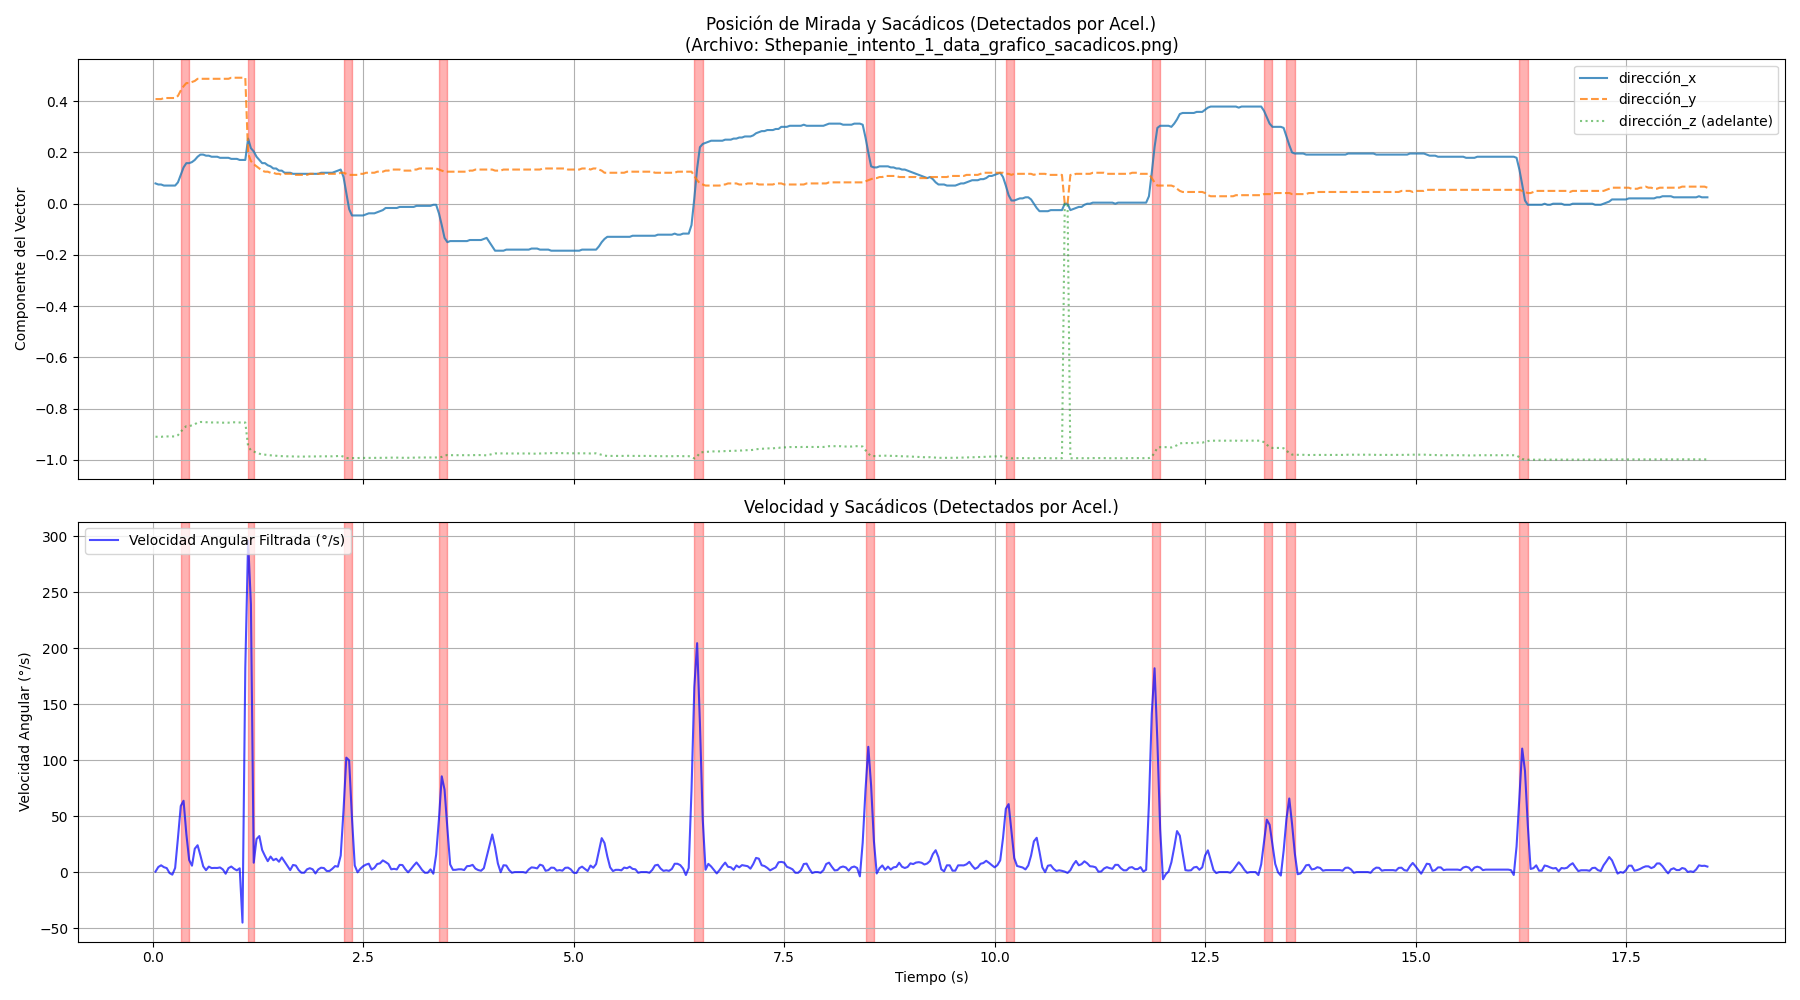 Posición de Mirada y Sacádicos (Detectados por Acel.)
(Archivo: Sthepanie_intento_1_data_grafico_sacadicos.png)
Componente del Vector
0.4
0.2
0.0
−0.2
−0.4
−0.6
−0.8
−1.0
dirección_x
dirección_y
dirección_z (adelante)
Velocidad y Sacádicos (Detectados por Acel.)
Velocidad Angular (°/s)
300
250
200
150
100
50
0
−50
Velocidad Angular Filtrada (°/s)
0.0 2.5 5.0 7.5 10.0 12.5 15.0 17.5
Tiempo (s)